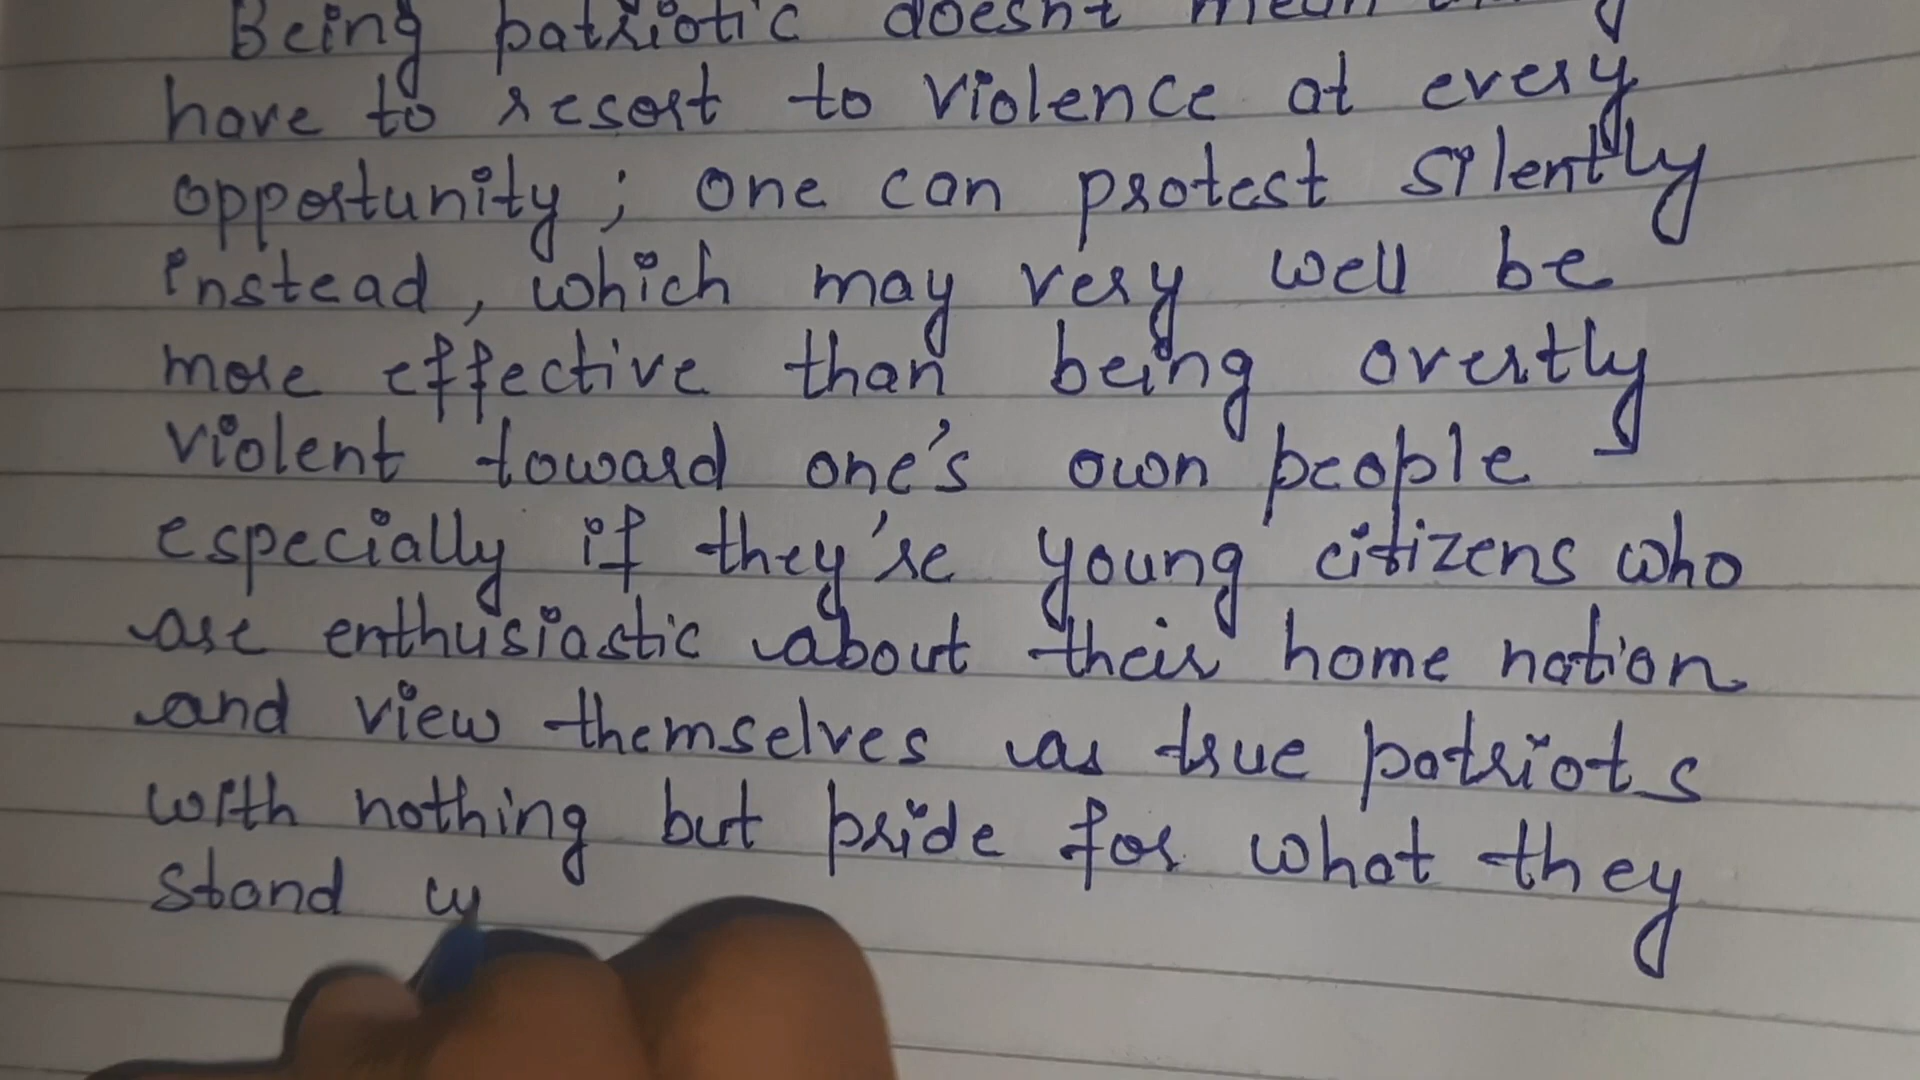 Being patriotic doesn't mean
have to resort to violence at every
opportunity; one can protest silently
instead, which may very well be
more effective than being overtly
violent toward one's own people
especially if they're young citizens who
are enthusiastic about their home nation
and view themselves as true patriots
with nothing but pride for what they
stand